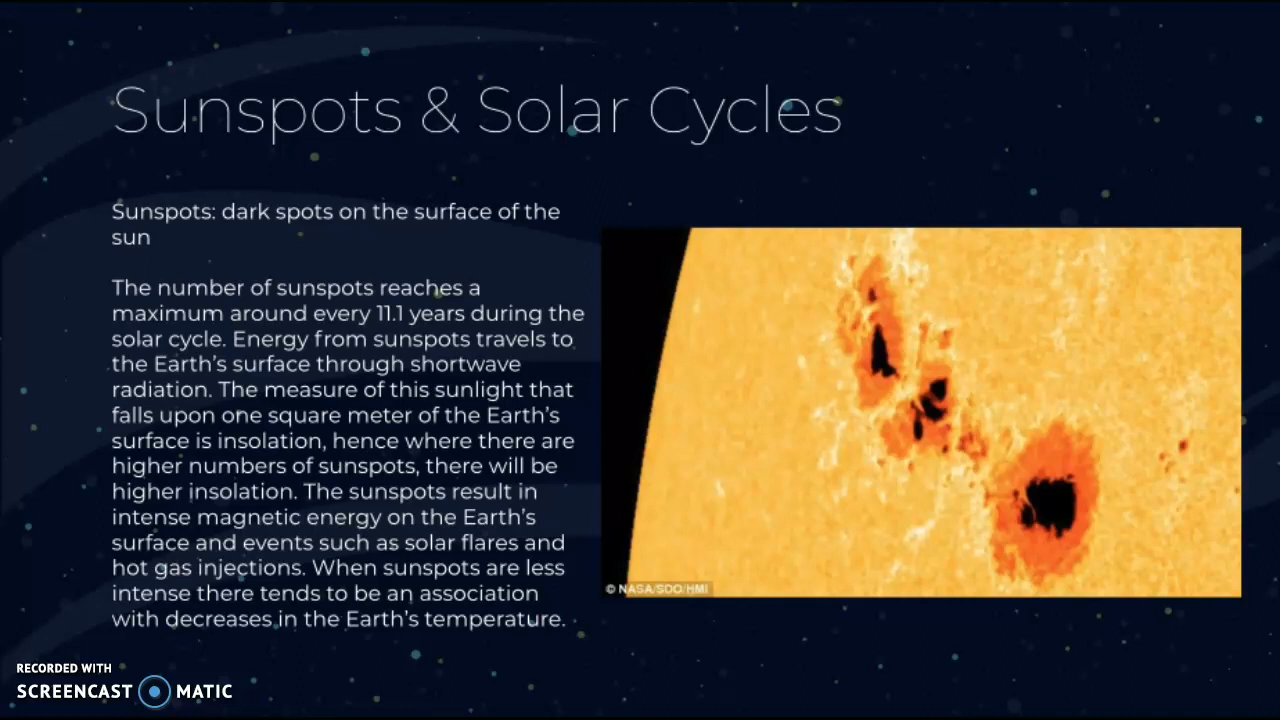 Sunspots & Solar Cycles
Sunspots: dark spots on the surface of the
sun
The number of sunspots reaches a
maximum around every 11.1 years during the
solar cycle. Energy from sunspots travels to
the Earth's surface through shortwave
radiation. The measure of this sunlight that
falls upon one square meter of the Earth's
surface is insolation, hence where there are
higher numbers of sunspots, there will be
higher insolation. The sunspots result in
intense magnetic energy on the Earth's
surface and events such as solar flares and
hot gas injections. When sunspots are less
intense there tends to be an association
with decreases in the Earth's temperature.
© NASA/SDO/HMI
RECORDED WITH
SCREENCAST MATIC